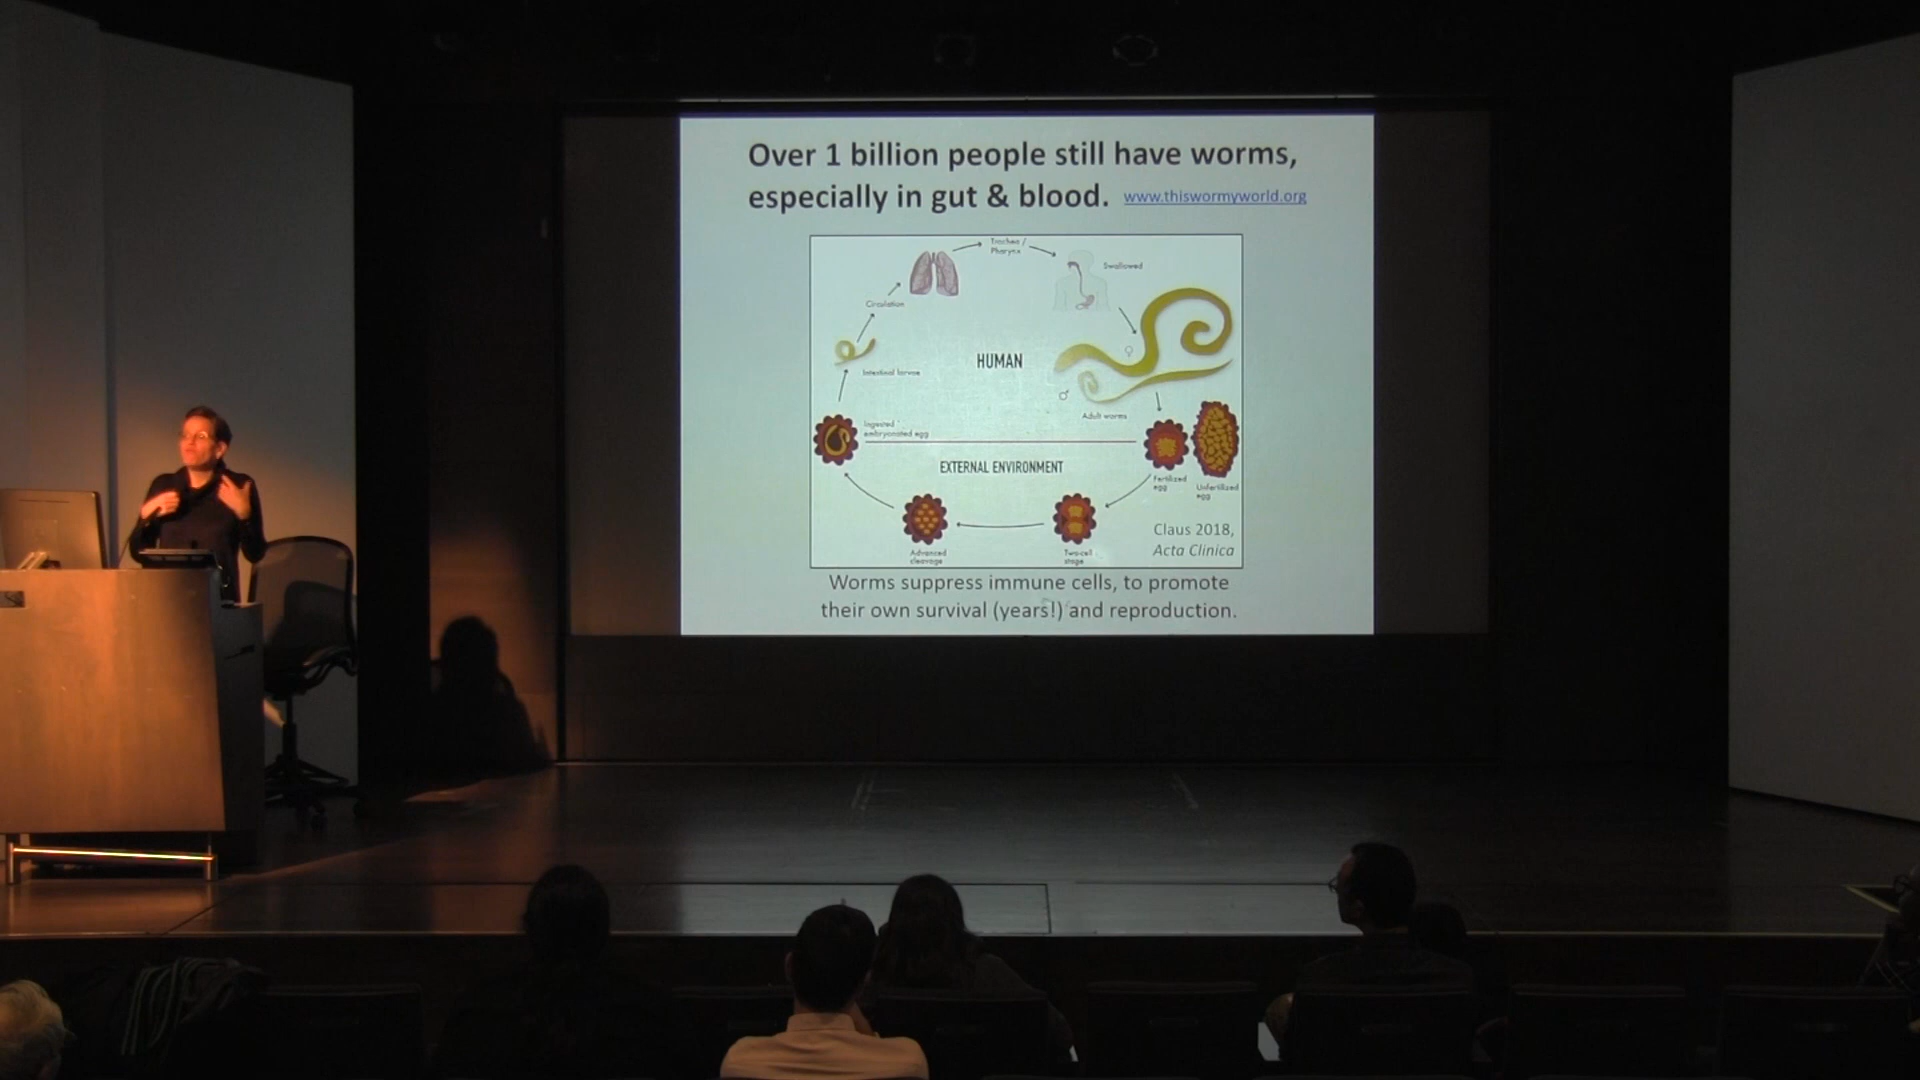 Over 1 billion people still have worms,
especially in gut & blood. www.thiswormyworld.org
Trachea /
Pharynx
Swallowed
Circulation
HUMAN
Intestinal larvae
Adult worms
Ingested
embryonated egg
EXTERNAL ENVIRONMENT
Fertilized
egg
Unfertilized
egg
Claus 2018,
Acta Clinica
Advanced
cleavage
Two-cell
stage
Worms suppress immune cells, to promote
their own survival (years!) and reproduction.